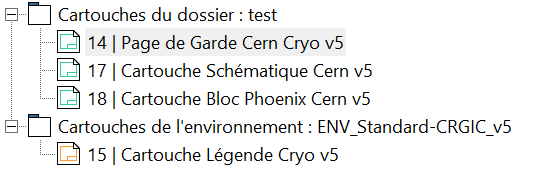 Cartouches du dossier : test
14 | Page de Garde Cern Cryo v5
17 | Cartouche Schématique Cern v5
18 | Cartouche Bloc Phoenix Cern v5
Cartouches de l'environnement : ENV_Standard-CRGIC_v5
15 | Cartouche Légende Cryo v5